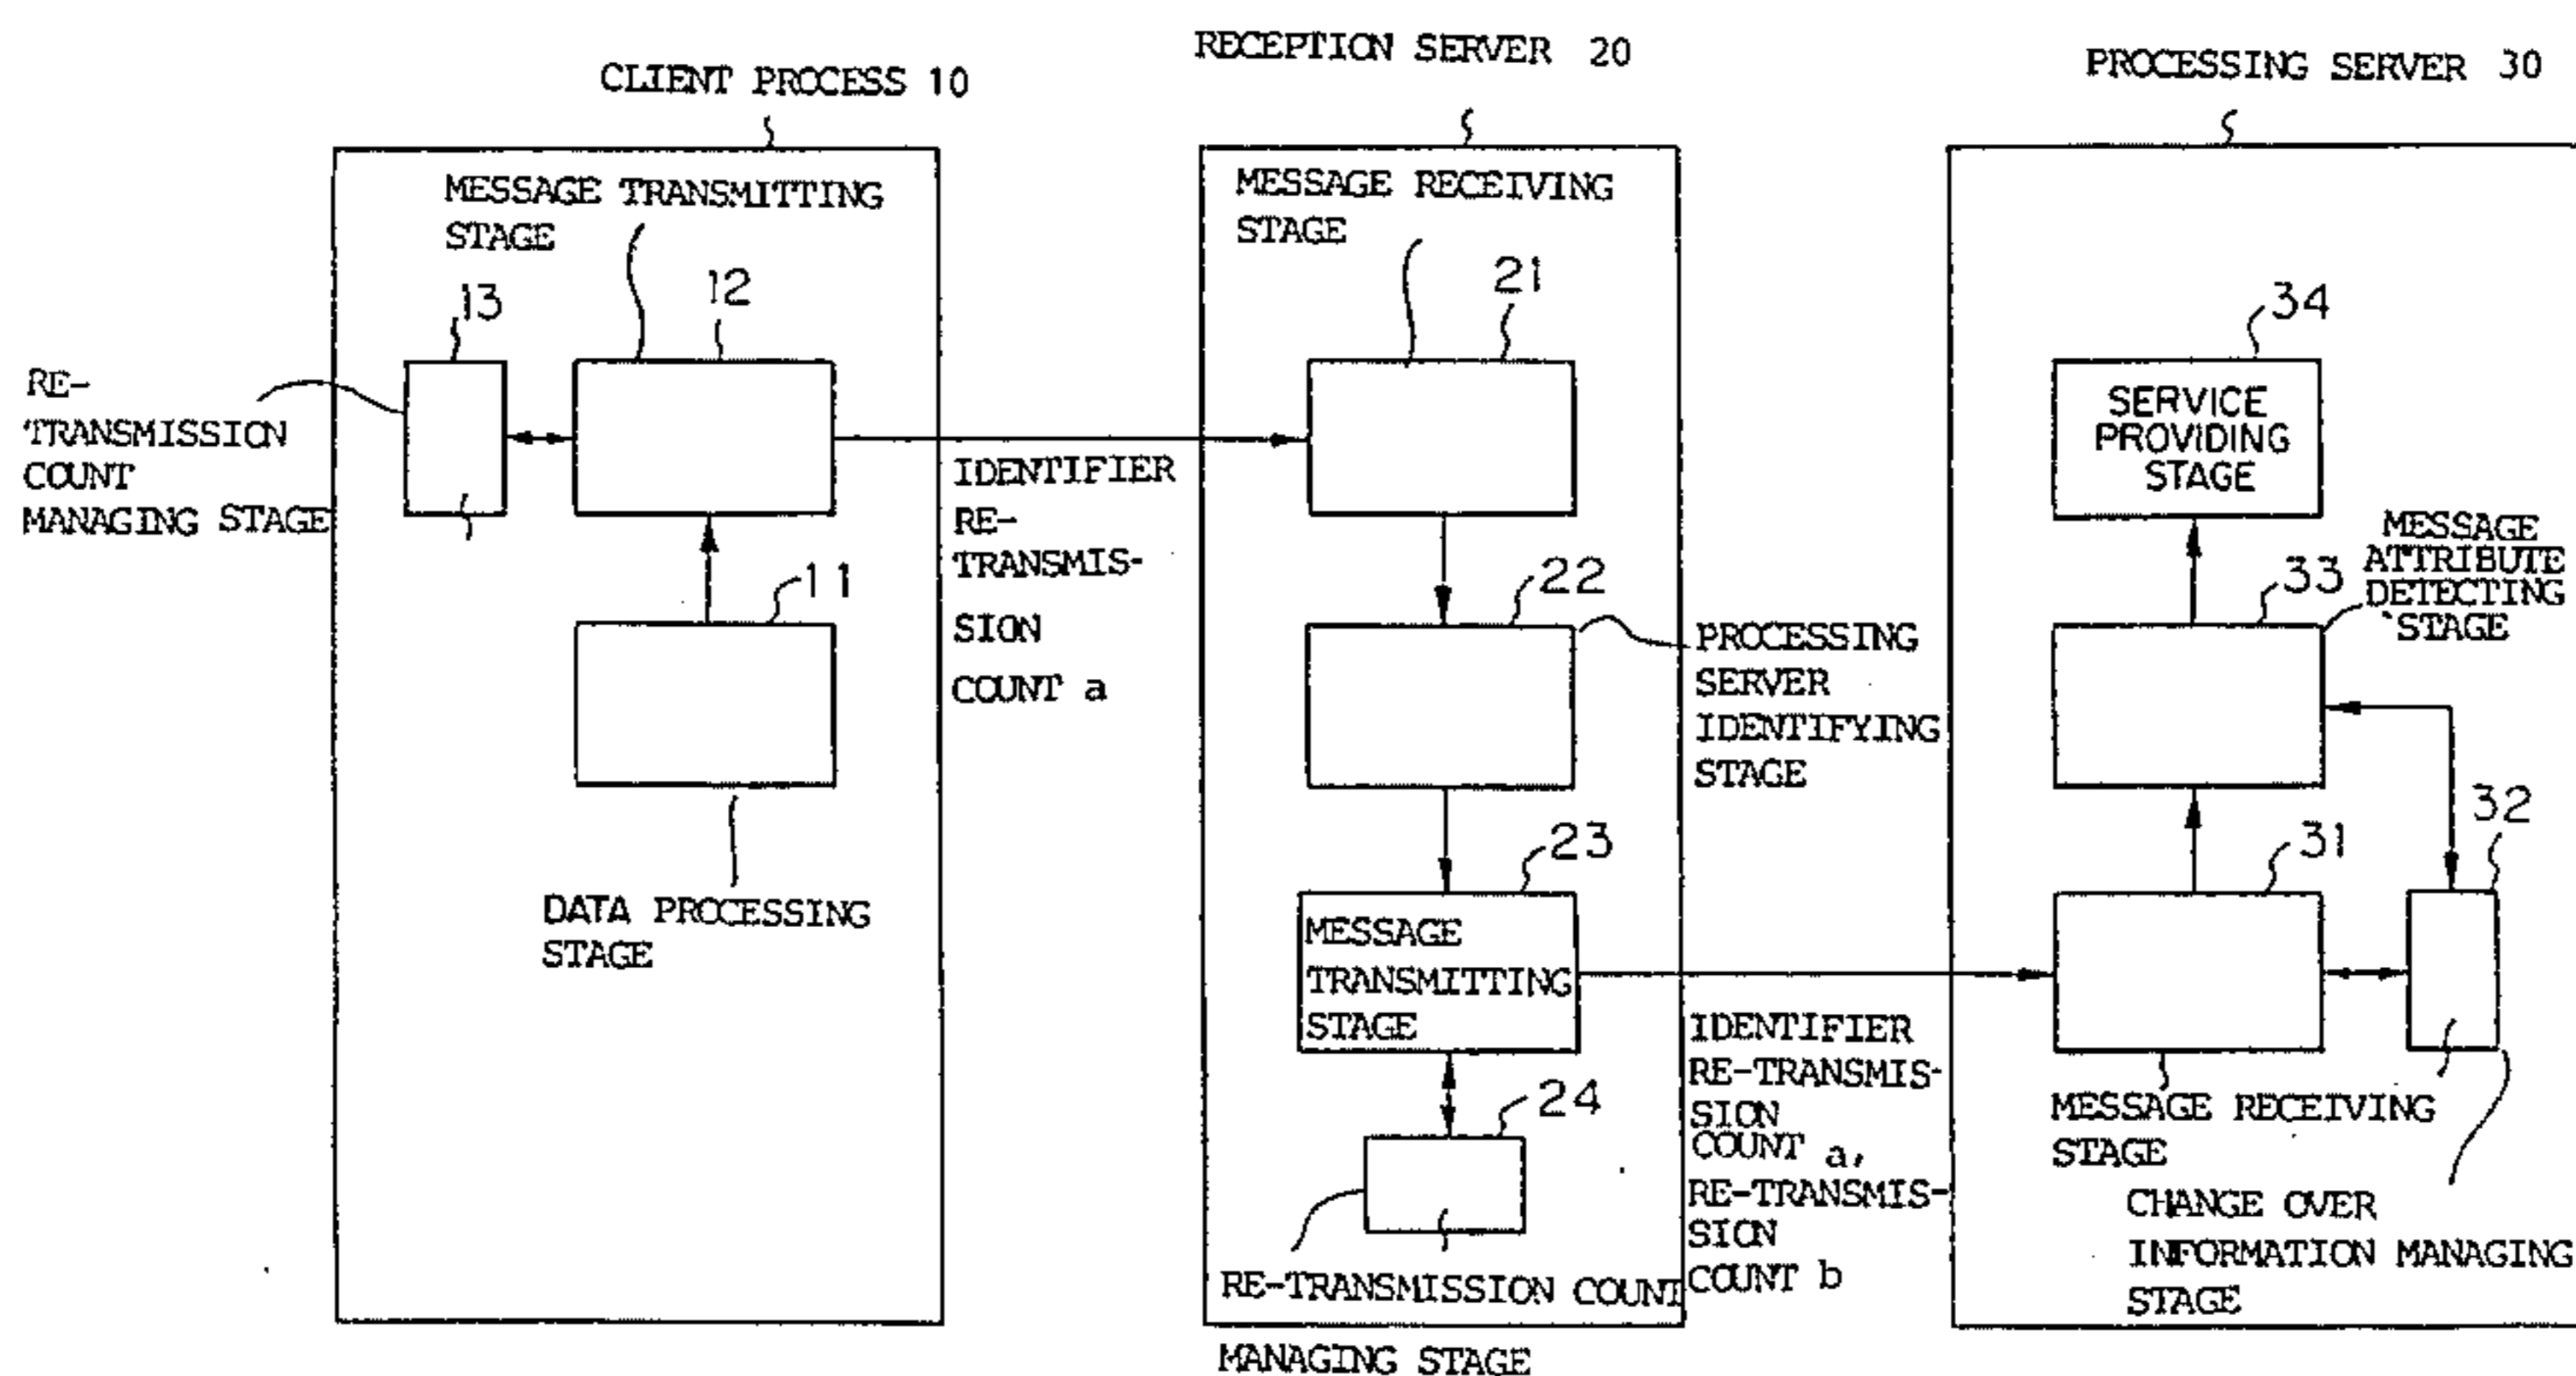 CLIENT PROCESS 10
MESSAGE TRANSMITTING
STAGE
13
12
RE-
TRANSMISSION
COUNT
MANAGING STAGE
11
DATA PROCESSING
STAGE
IDENTIFIER
RE-
TRANSMIS-
SION
COUNT a
RECEPTION SERVER 20
MESSAGE RECEIVING
STAGE
21
22
PROCESSING
SERVER
IDENTIFYING
STAGE
23
MESSAGE
TRANSMITTING
STAGE
24
RE-TRANSMISSION COUNT
MANAGING STAGE
IDENTIFIER
RE-TRANSMIS-
SION
COUNT a,
RE-TRANSMIS-
SION
COUNT b
PROCESSING SERVER 30
34
SERVICE
PROVIDING
STAGE
MESSAGE
ATTRIBUTE
DETECTING
STAGE
33
32
31
MESSAGE RECEIVING
STAGE
CHANGE OVER
INFORMATION MANAGING
STAGE